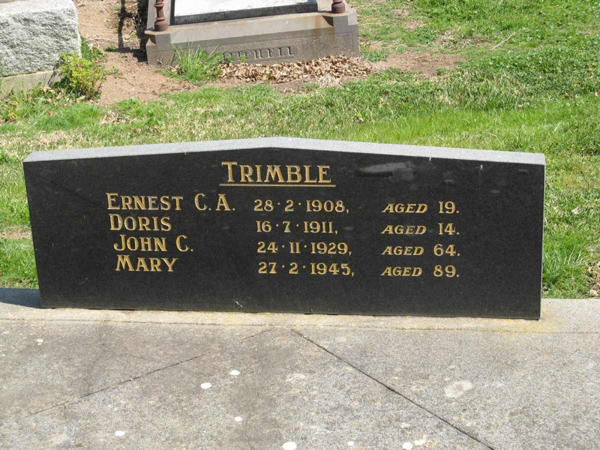 TRIMBLE
ERNEST C.A. 28·2·1908, AGED 19.
DORIS 16·7·1911, AGED 14.
JOHN C. 24·11·1929, AGED 64.
MARY 27·2·1945, AGED 89.